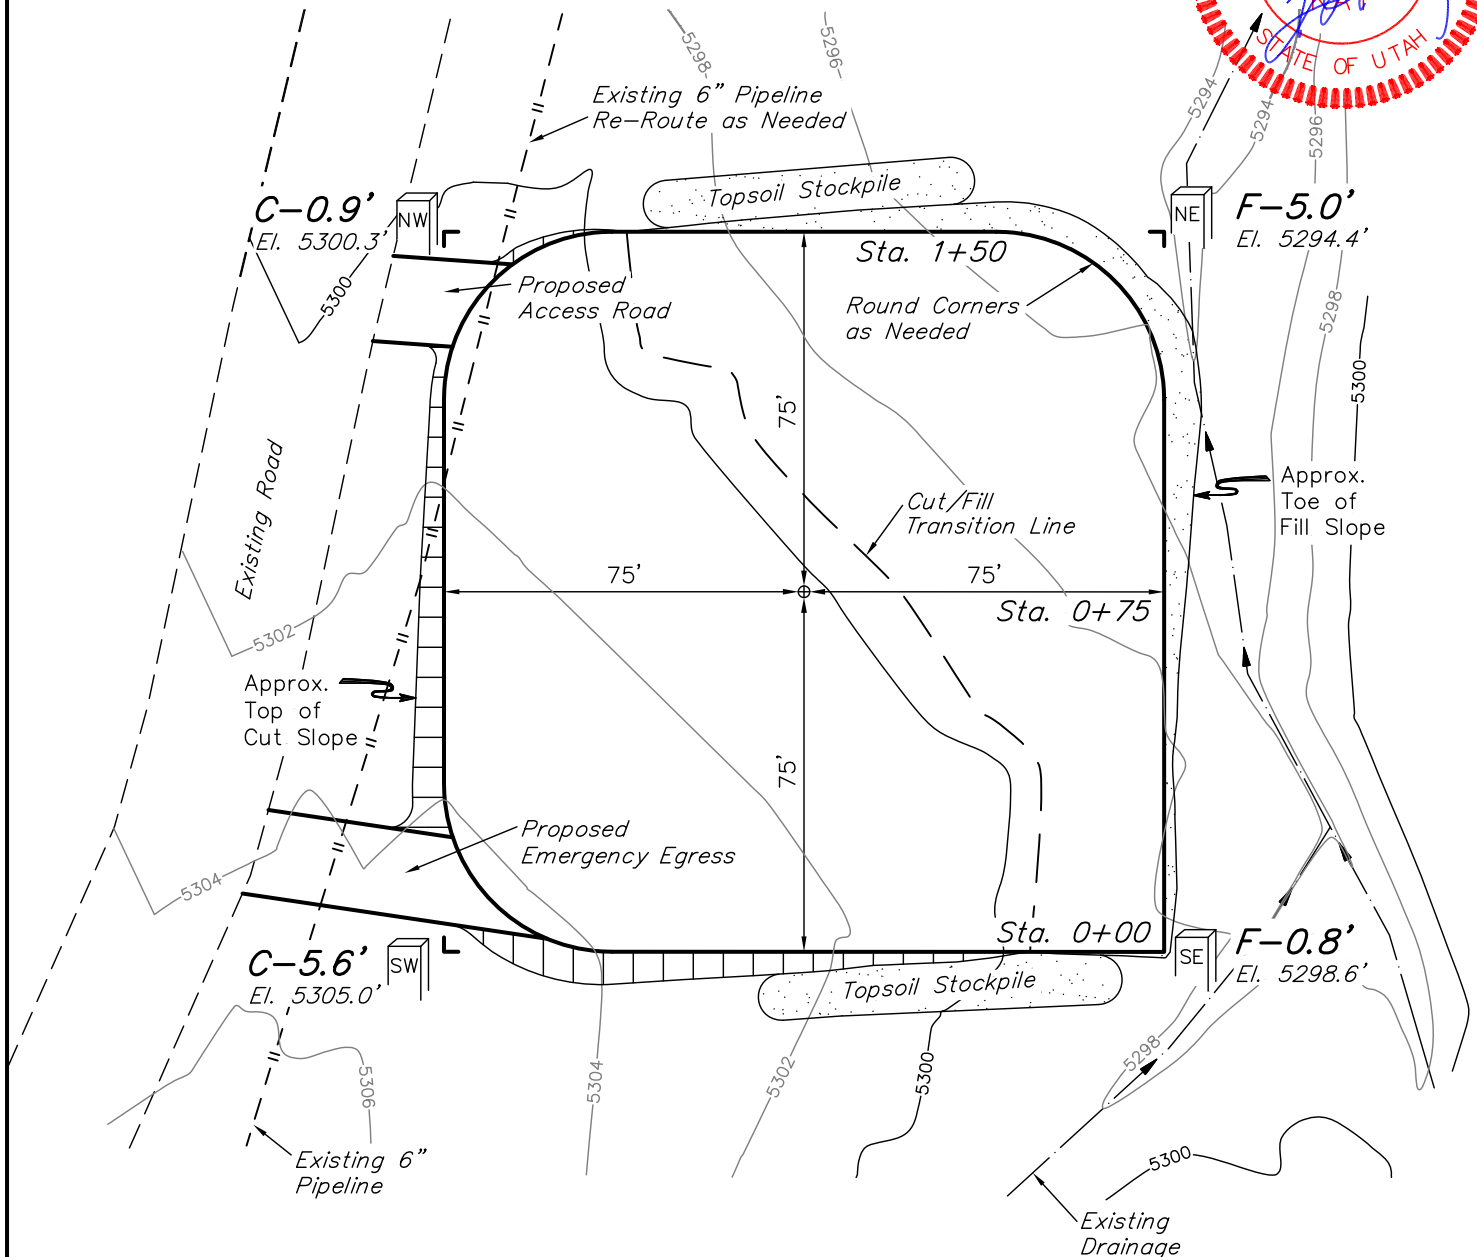 5298
5296
STATE OF UTAH
Existing 6” Pipeline
Re-Route as Needed
5294
5294
5296
Topsoil Stockpile
C-0.9’
El. 5300.3’
NW
NE
F-5.0’
El. 5294.4’
Sta. 1+50
5300
Proposed
Access Road
Round Corners
as Needed
5298
5300
75’
Existing Road
Approx.
Toe of
Fill Slope
Cut/Fill
Transition Line
75’
75’
Sta. 0+75
5302
Approx.
Top of
Cut Slope
75’
Proposed
Emergency Egress
5304
Sta. 0+00
C-5.6’
El. 5305.0’
SW
SE
F-0.8’
El. 5298.6’
Topsoil Stockpile
5306
5304
5302
5300
5298
Existing 6”
Pipeline
5300
Existing
Drainage